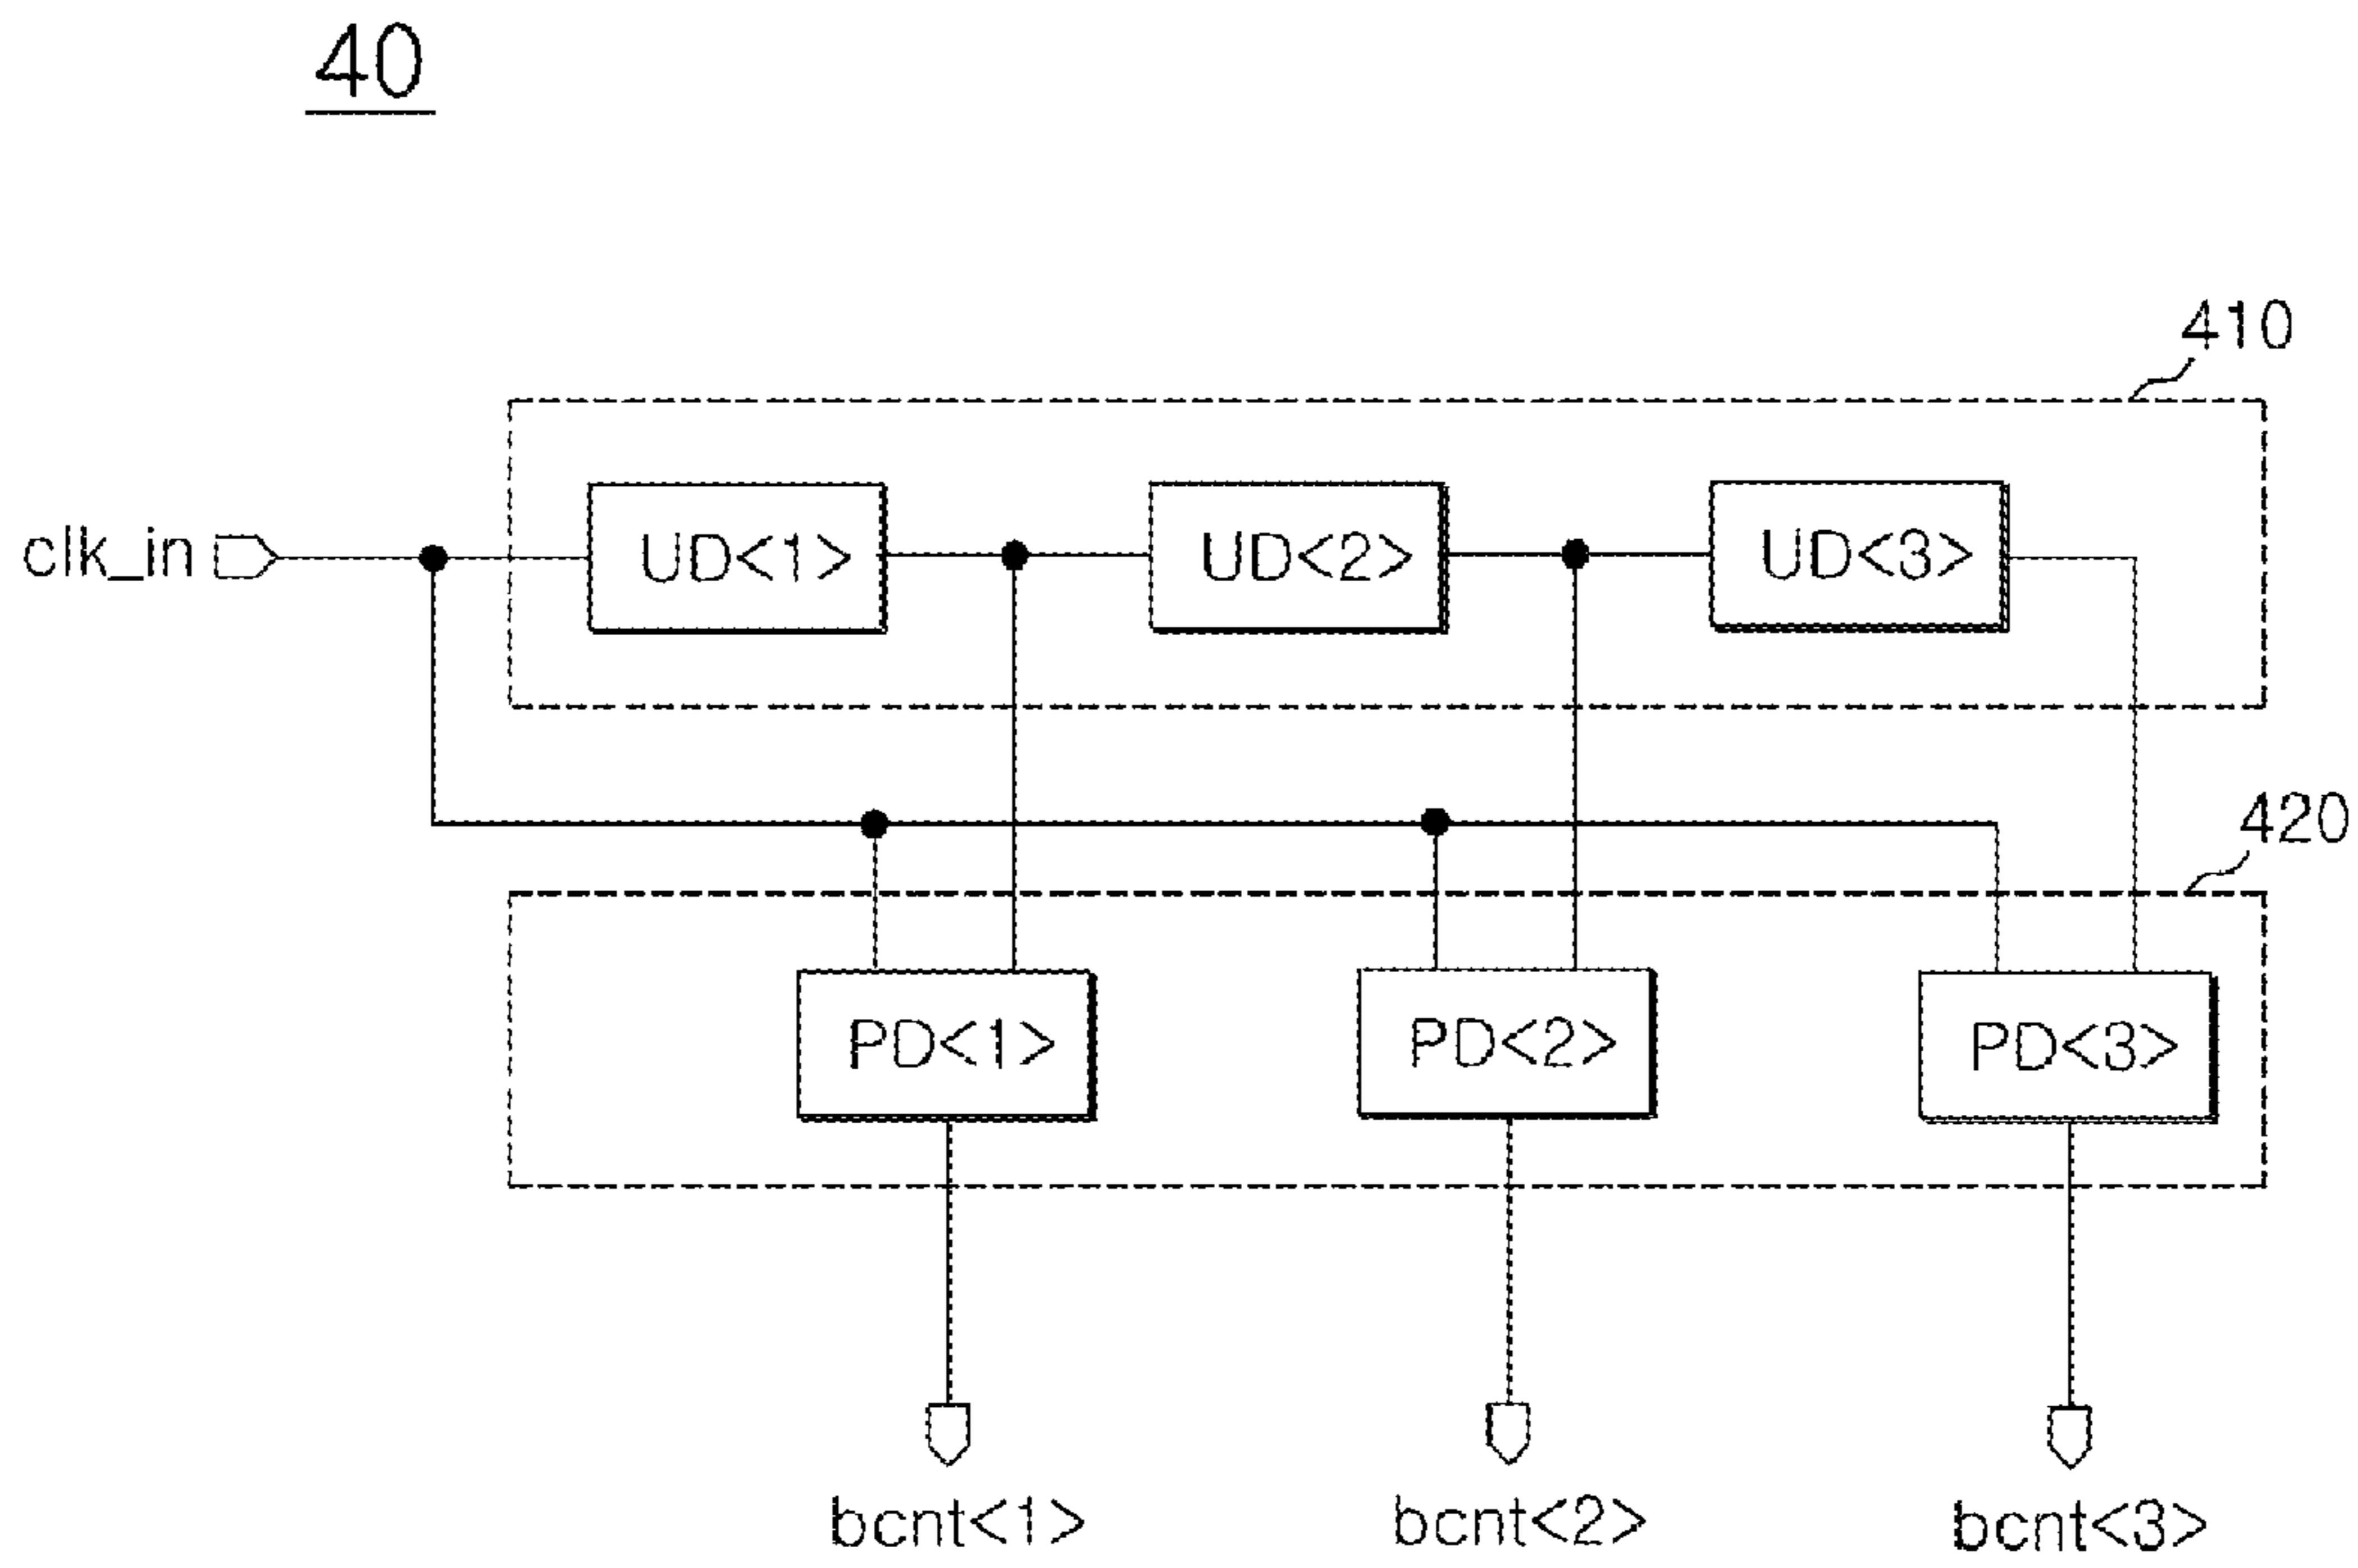 40
410
clk_in
UD<1>
UD<2>
UD<3>
420
PD<1>
PD<2>
PD<3>
bcnt<1>
bcnt<2>
bcnt<3>